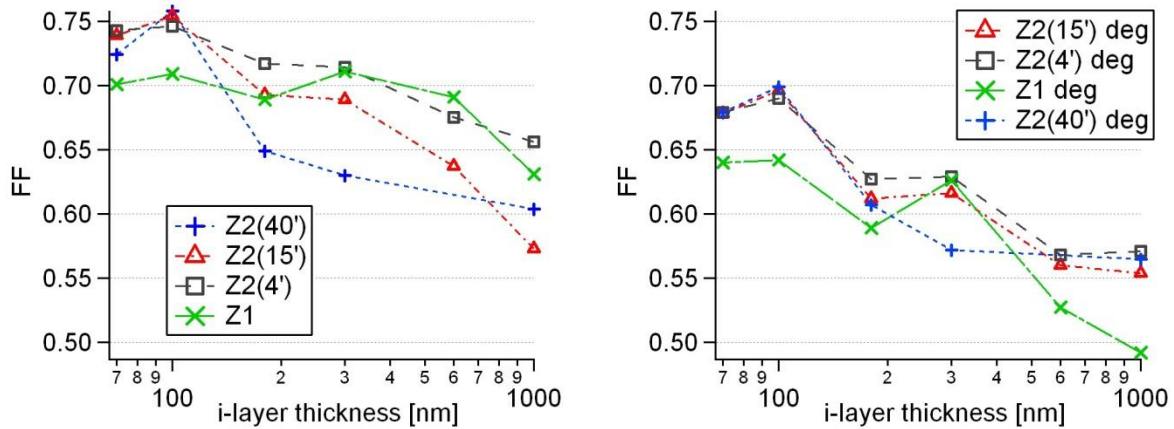 0.75
0.70
0.65
0.60
0.55
0.50
FF
Z2(40')
Z2(15')
Z2(4')
Z1
7 8 9 2 3 4 5 6 7 8 9
100 1000
i-layer thickness [nm]
0.75
0.70
0.65
0.60
0.55
0.50
FF
Z2(15') deg
Z2(4') deg
Z1 deg
Z2(40') deg
7 8 9 2 3 4 5 6 7 8 9
100 1000
i-layer thickness [nm]